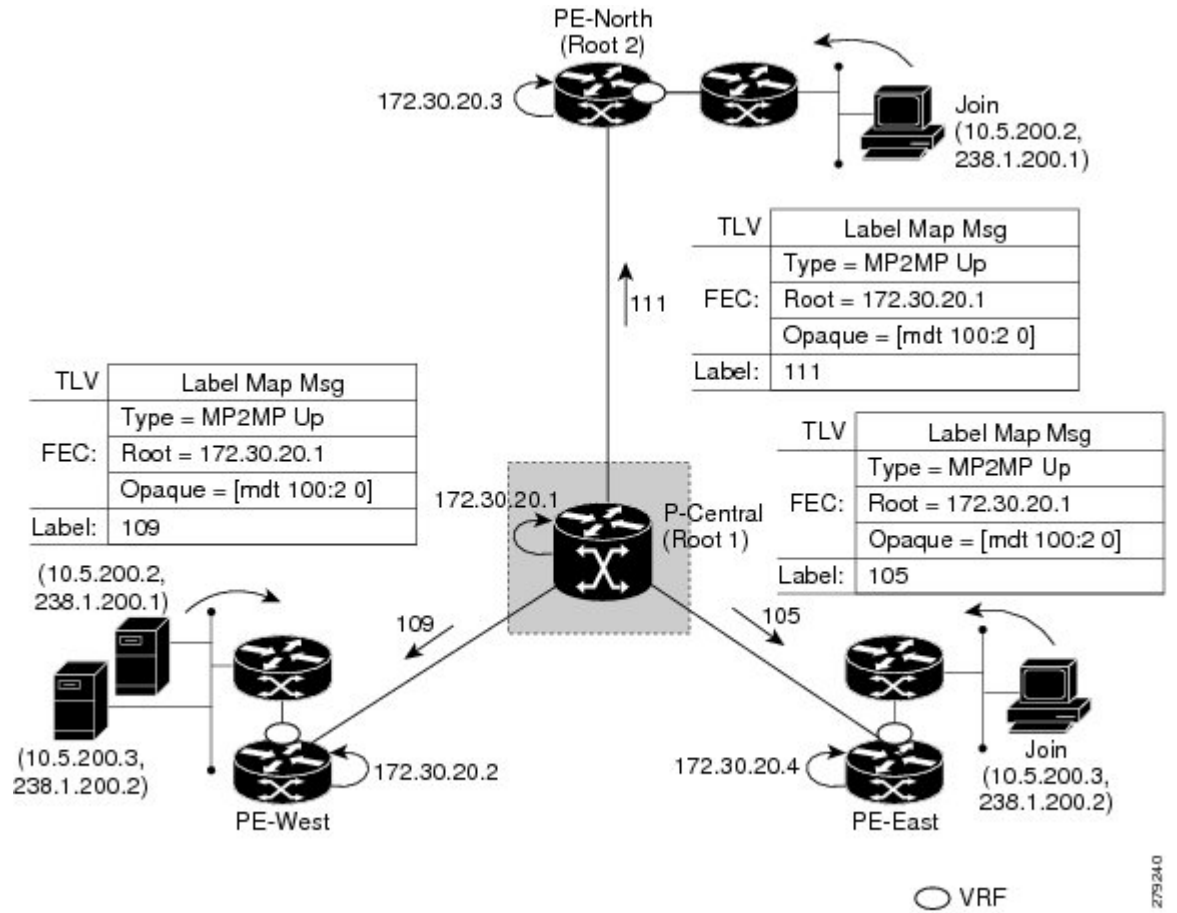 PE-North
(Root 2)
172.30.20.3
Join
(10.5.200.2,
238.1.200.1)
TLV Label Map Msg
Type = MP2MP Up
FEC: Root = 172.30.20.1
Opaque = [mdt 100:2 0]
Label: 111
111
TLV Label Map Msg
Type = MP2MP Up
FEC: Root = 172.30.20.1
Opaque = [mdt 100:2 0]
Label: 109
TLV Label Map Msg
Type = MP2MP Up
FEC: Root = 172.30.20.1
Opaque = [mdt 100:2 0]
Label: 105
172.30.20.1
P-Central
(Root 1)
(10.5.200.2,
238.1.200.1)
109
105
(10.5.200.3,
238.1.200.2)
172.30.20.2
PE-West
172.30.20.4
PE-East
Join
(10.5.200.3,
238.1.200.2)
VRF
279240